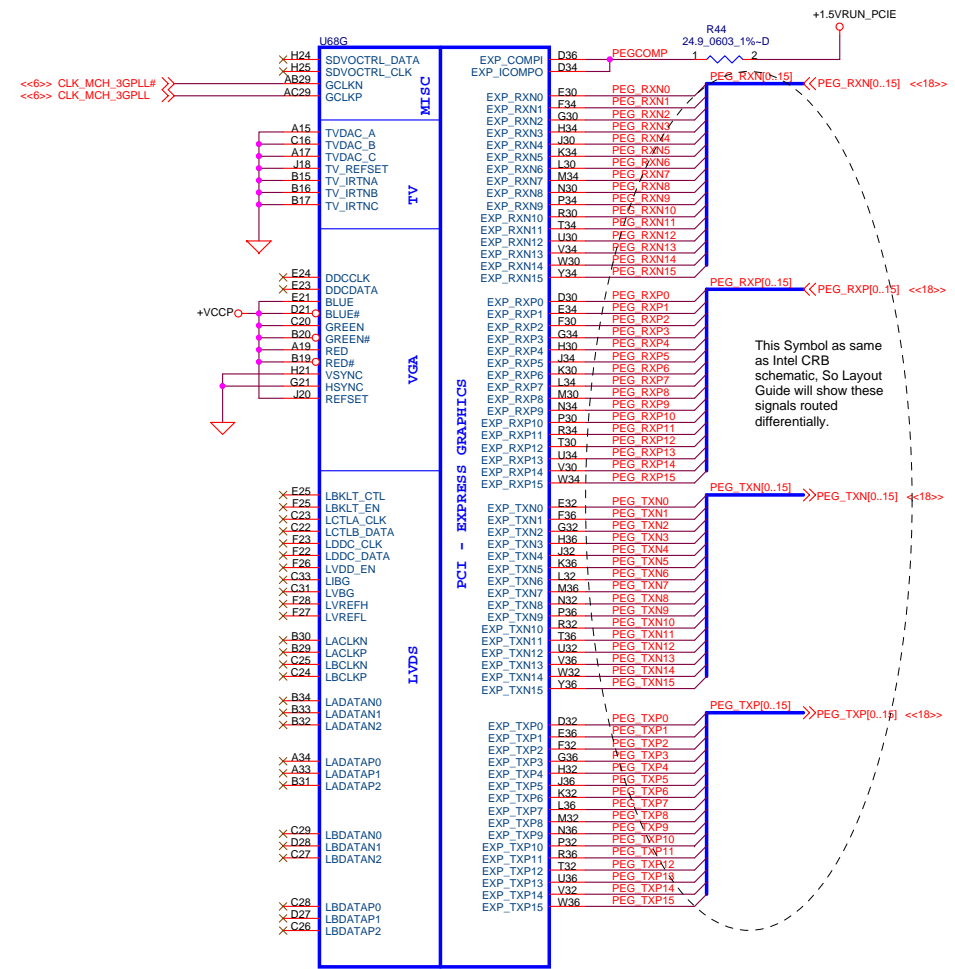 +1.5VRUN_PCIE
R44
24.9_0603_1%~D
1 2
U68G
H24 SDVOCTRL_DATA
H25 SDVOCTRL_CLK
<<6>> CLK_MCH_3GPLL# AB29 GCLKN
<<6>> CLK_MCH_3GPLL AC29 GCLKP
MISC
A15 TVDAC_A
C16 TVDAC_B
A17 TVDAC_C
J18 TV_REFSET
B15 TV_IRTNA
B16 TV_IRTNB
B17 TV_IRTNC
TV
E24 DDCCLK
E23 DDCDATA
E21 BLUE
+VCCP D21 BLUE#
C20 GREEN
B20 GREEN#
A19 RED
B19 RED#
H21 VSYNC
G21 HSYNC
J20 REFSET
VGA
E25 LBKLT_CTL
F25 LBKLT_EN
C23 LCTLA_CLK
C22 LCTLB_DATA
F23 LDDC_CLK
F22 LDDC_DATA
F26 LVDD_EN
C33 LIBG
C31 LVBG
F28 LVREFH
F27 LVREFL
B30 LACLKN
B29 LACLKP
C25 LBCLKN
C24 LBCLKP
LVDS
B34 LADATAN0
B33 LADATAN1
B32 LADATAN2
A34 LADATAP0
A33 LADATAP1
B31 LADATAP2
C29 LBDATAN0
D28 LBDATAN1
C27 LBDATAN2
C28 LBDATAP0
D27 LBDATAP1
C26 LBDATAP2
PCI - EXPRESS GRAPHICS
EXP_COMPI D36 PEGCOMP
EXP_ICOMPO D34
PEG_RXN[0..15] PEG_RXN[0..15] <<18>>
EXP_RXN0 E30 PEG_RXN0
EXP_RXN1 F34 PEG_RXN1
EXP_RXN2 G30 PEG_RXN2
EXP_RXN3 H34 PEG_RXN3
EXP_RXN4 J30 PEG_RXN4
EXP_RXN5 K34 PEG_RXN5
EXP_RXN6 L30 PEG_RXN6
EXP_RXN7 M34 PEG_RXN7
EXP_RXN8 N30 PEG_RXN8
EXP_RXN9 P34 PEG_RXN9
EXP_RXN10 R30 PEG_RXN10
EXP_RXN11 T34 PEG_RXN11
EXP_RXN12 U30 PEG_RXN12
EXP_RXN13 V34 PEG_RXN13
EXP_RXN14 W30 PEG_RXN14
EXP_RXN15 Y34 PEG_RXN15
PEG_RXP[0..15] PEG_RXP[0..15] <<18>>
EXP_RXP0 D30 PEG_RXP0
EXP_RXP1 E34 PEG_RXP1
EXP_RXP2 F30 PEG_RXP2
EXP_RXP3 G34 PEG_RXP3
EXP_RXP4 H30 PEG_RXP4
EXP_RXP5 J34 PEG_RXP5
EXP_RXP6 K30 PEG_RXP6
EXP_RXP7 L34 PEG_RXP7
EXP_RXP8 M30 PEG_RXP8
EXP_RXP9 N34 PEG_RXP9
EXP_RXP10 P30 PEG_RXP10
EXP_RXP11 R34 PEG_RXP11
EXP_RXP12 T30 PEG_RXP12
EXP_RXP13 U34 PEG_RXP13
EXP_RXP14 V30 PEG_RXP14
EXP_RXP15 W34 PEG_RXP15
This Symbol as same
as Intel CRB
schematic, So Layout
Guide will show these
signals routed
differentially.
PEG_TXN[0..15] PEG_TXN[0..15] <<18>>
EXP_TXN0 E32 PEG_TXN0
EXP_TXN1 F36 PEG_TXN1
EXP_TXN2 G32 PEG_TXN2
EXP_TXN3 H36 PEG_TXN3
EXP_TXN4 J32 PEG_TXN4
EXP_TXN5 K36 PEG_TXN5
EXP_TXN6 L32 PEG_TXN6
EXP_TXN7 M36 PEG_TXN7
EXP_TXN8 N32 PEG_TXN8
EXP_TXN9 P36 PEG_TXN9
EXP_TXN10 R32 PEG_TXN10
EXP_TXN11 T36 PEG_TXN11
EXP_TXN12 U32 PEG_TXN12
EXP_TXN13 V36 PEG_TXN13
EXP_TXN14 W32 PEG_TXN14
EXP_TXN15 Y36 PEG_TXN15
PEG_TXP[0..15] PEG_TXP[0..15] <<18>>
EXP_TXP0 D32 PEG_TXP0
EXP_TXP1 E36 PEG_TXP1
EXP_TXP2 F32 PEG_TXP2
EXP_TXP3 G36 PEG_TXP3
EXP_TXP4 H32 PEG_TXP4
EXP_TXP5 J36 PEG_TXP5
EXP_TXP6 K32 PEG_TXP6
EXP_TXP7 L36 PEG_TXP7
EXP_TXP8 M32 PEG_TXP8
EXP_TXP9 N36 PEG_TXP9
EXP_TXP10 P32 PEG_TXP10
EXP_TXP11 R36 PEG_TXP11
EXP_TXP12 T32 PEG_TXP12
EXP_TXP13 U36 PEG_TXP13
EXP_TXP14 V32 PEG_TXP14
EXP_TXP15 W36 PEG_TXP15